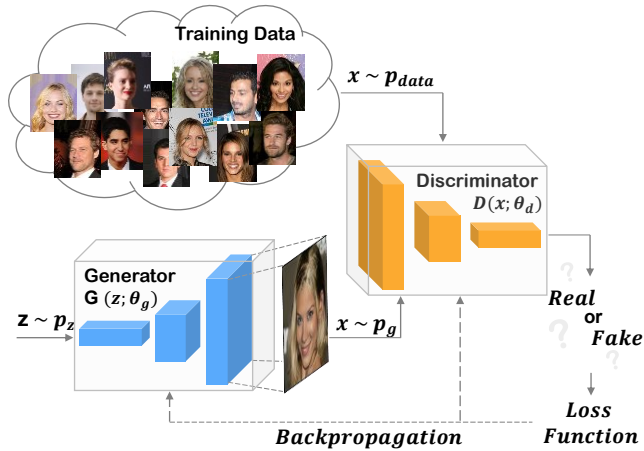 Training Data
x ~ p_data
Discriminator
D(x; θ_d)
Generator
G (z; θ_g)
z ~ p_z
x ~ p_g
Real
or
Fake
?
?
?
Loss
Function
Backpropagation